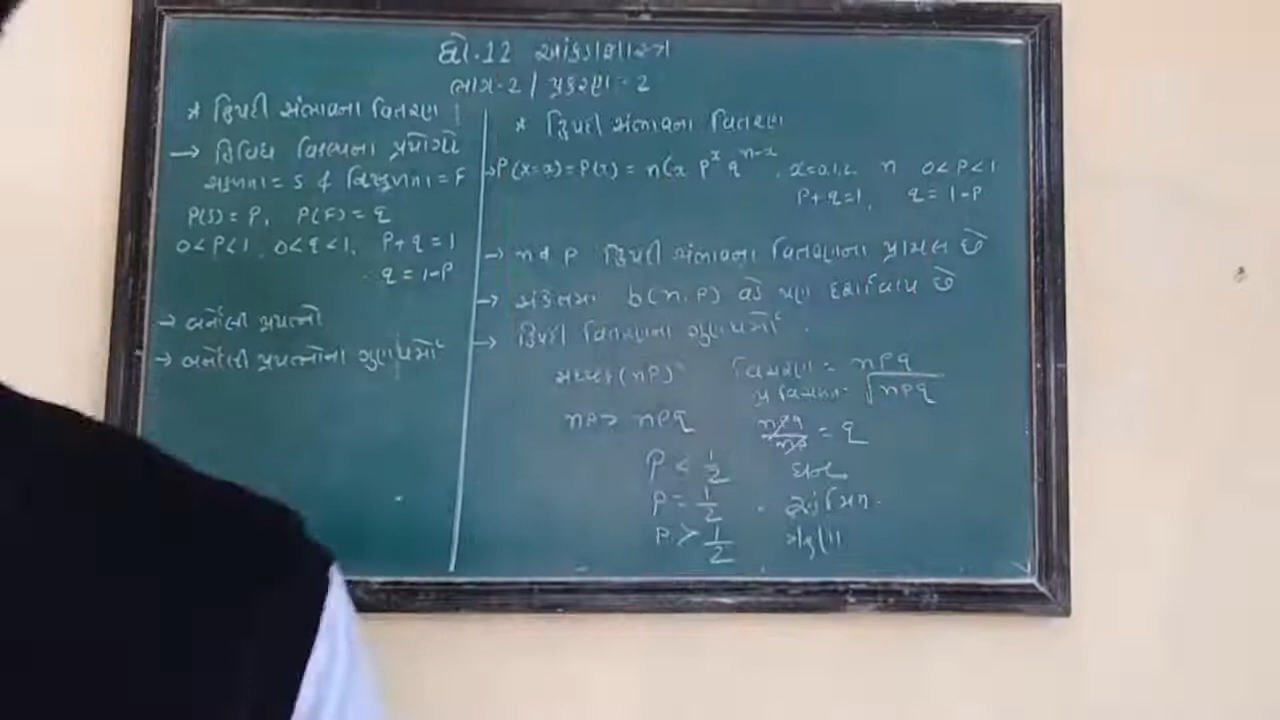 ધો.12 આંકડાશાસ્ત્ર
ભાગ-2 / પ્રકરણ - 2
* દ્વિપદી સંભાવના વિતરણ
→ દ્વિવિધ વિકલ્પના પ્રયોગો
સફળતા = S ને નિષ્ફળતા = F
P(S) = P, P(F) = q
0<P<1, 0<q<1, P+q=1
∴ q = 1-P
→ બર્નોલી પ્રયત્નો
→ બર્નોલી પ્રયત્નોના ગુણધર્મો
* દ્વિપદી સંભાવના વિતરણ
→ P(X=x) = P(x) = nCx P^x q^n-x, x=0,1,2, n 0<P<1
P+q=1, q = 1-P
→ n ને P દ્વિપદી સંભાવના વિતરણના પ્રાચલ છે
→ સંકેતમાં b(n,P) વડે પણ દર્શાવાય છે
→ દ્વિપદી વિતરણના ગુણધર્મો
મધ્યક (nP) વિચરણ = nPq
પ્ર.વિચલન = √nPq
nP > nPq nPq/nP = q
P < 1/2 ધન
P = 1/2 સંમિત
P > 1/2 ઋણ